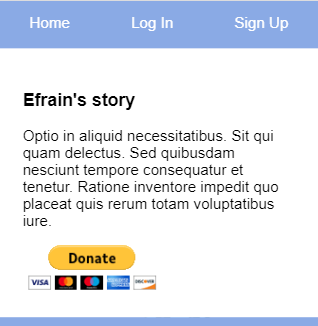 Home Log In Sign Up
Efrain's story
Optio in aliquid necessitatibus. Sit qui
quam delectus. Sed quibusdam
nesciunt tempore consequatur et
tenetur. Ratione inventore impedit quo
placeat quis rerum totam voluptatibus
iure.
Donate
VISA